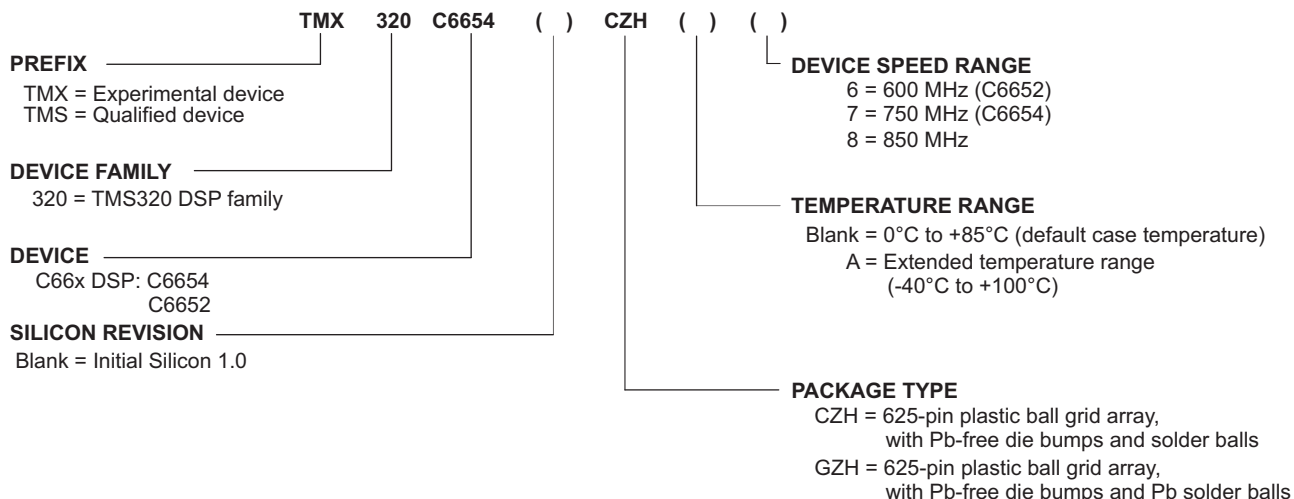 TMX 320 C6654 ( ) CZH ( ) ( )
PREFIX
TMX = Experimental device
TMS = Qualified device
DEVICE FAMILY
320 = TMS320 DSP family
DEVICE
C66x DSP: C6654
C6652
SILICON REVISION
Blank = Initial Silicon 1.0
DEVICE SPEED RANGE
6 = 600 MHz (C6652)
7 = 750 MHz (C6654)
8 = 850 MHz
TEMPERATURE RANGE
Blank = 0°C to +85°C (default case temperature)
A = Extended temperature range
(-40°C to +100°C)
PACKAGE TYPE
CZH = 625-pin plastic ball grid array,
with Pb-free die bumps and solder balls
GZH = 625-pin plastic ball grid array,
with Pb-free die bumps and Pb solder balls